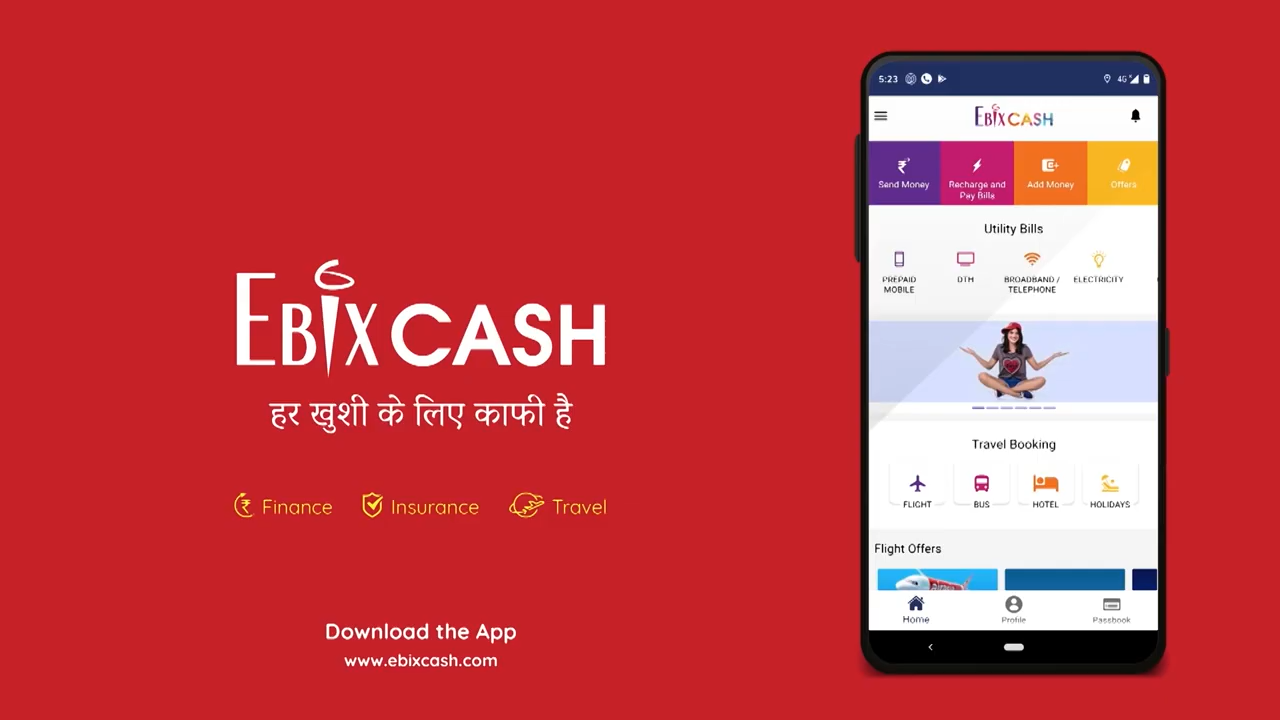 EBIXCASH
हर खुशी के लिए काफी है
Finance
Insurance
Travel
Download the App
www.ebixcash.com
5:23
4G
EBIXCASH
Send Money
Recharge and
Pay Bills
Add Money
Offers
Utility Bills
PREPAID
MOBILE
DTH
BROADBAND /
TELEPHONE
ELECTRICITY
Travel Booking
FLIGHT
BUS
HOTEL
HOLIDAYS
Flight Offers
Home
Profile
Passbook